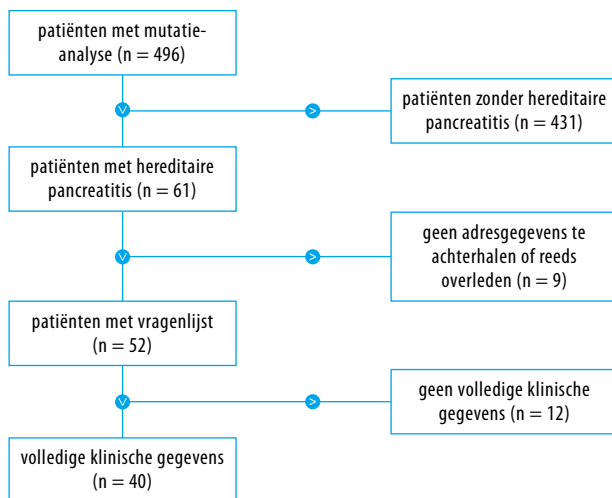 patiënten met mutatie-
analyse (n = 496)
patiënten zonder hereditaire
pancreatitis (n = 431)
patiënten met hereditaire
pancreatitis (n = 61)
geen adresgegevens te
achterhalen of reeds
overleden (n = 9)
patiënten met vragenlijst
(n = 52)
geen volledige klinische
gegevens (n = 12)
volledige klinische gegevens
(n = 40)